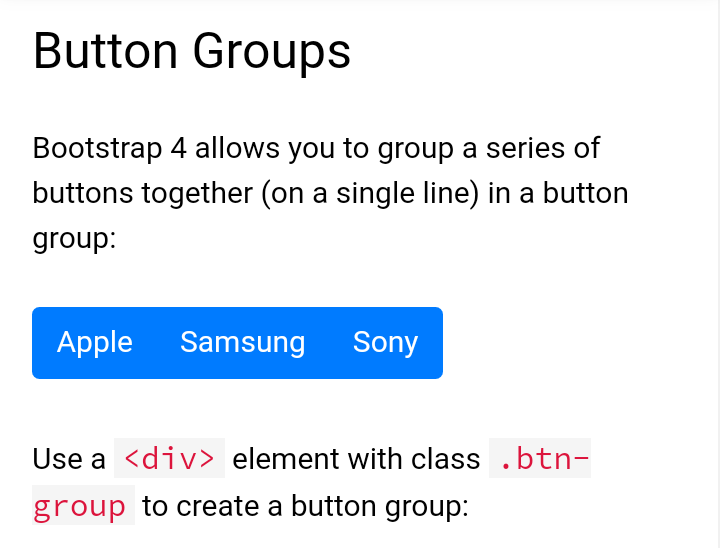 Button Groups
Bootstrap 4 allows you to group a series of
buttons together (on a single line) in a button
group:
Apple Samsung Sony
Use a <div> element with class .btn-
group to create a button group: